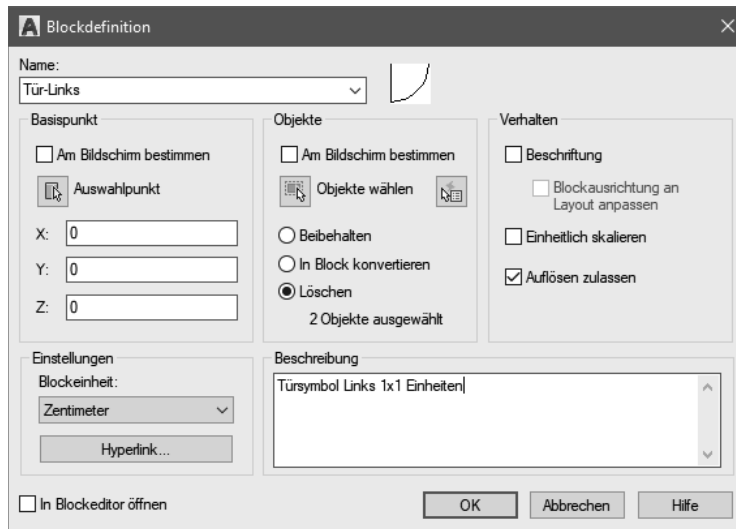 A Blockdefinition
Name:
Tür-Links
Basispunkt
Am Bildschirm bestimmen
Auswahlpunkt
X: 0
Y: 0
Z: 0
Objekte
Am Bildschirm bestimmen
Objekte wählen
Beibehalten
In Block konvertieren
Löschen
2 Objekte ausgewählt
Verhalten
Beschriftung
Blockausrichtung an
Layout anpassen
Einheitlich skalieren
Auflösen zulassen
Einstellungen
Blockeinheit:
Zentimeter
Hyperlink...
Beschreibung
Türsymbol Links 1x1 Einheiten
In Blockeditor öffnen
OK
Abbrechen
Hilfe